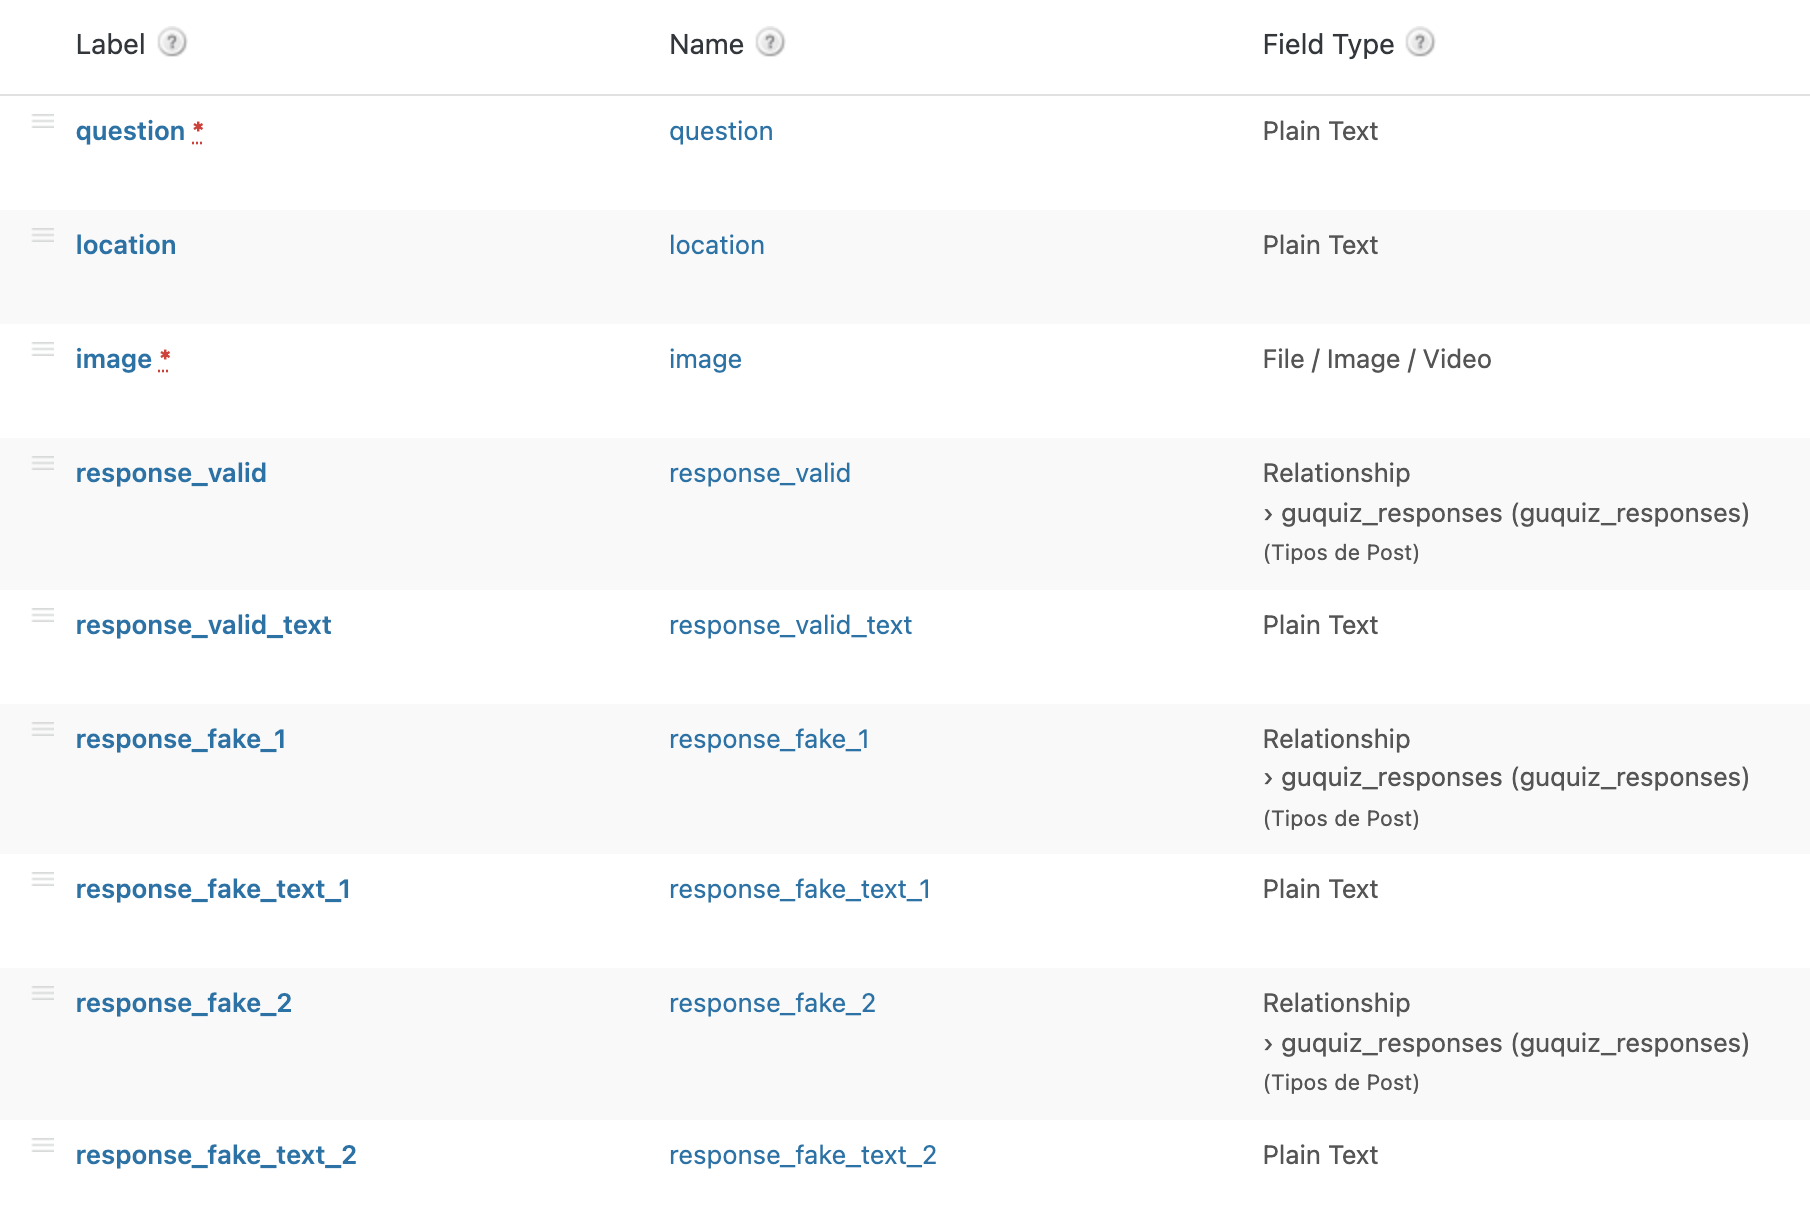 Label ? Name ? Field Type ?
question * question Plain Text
location location Plain Text
image * image File / Image / Video
response_valid response_valid Relationship
› guquiz_responses (guquiz_responses)
(Tipos de Post)
response_valid_text response_valid_text Plain Text
response_fake_1 response_fake_1 Relationship
› guquiz_responses (guquiz_responses)
(Tipos de Post)
response_fake_text_1 response_fake_text_1 Plain Text
response_fake_2 response_fake_2 Relationship
› guquiz_responses (guquiz_responses)
(Tipos de Post)
response_fake_text_2 response_fake_text_2 Plain Text